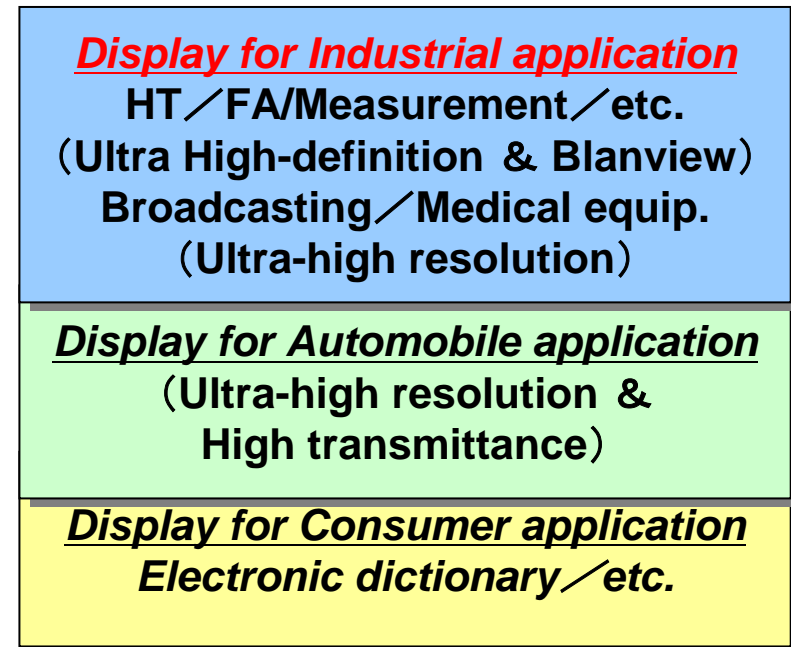 Display for Industrial application
HT／FA/Measurement／etc.
（Ultra High-definition ＆ Blanview）
Broadcasting／Medical equip.
（Ultra-high resolution）
Display for Automobile application
（Ultra-high resolution ＆
High transmittance）
Display for Consumer application
Electronic dictionary／etc.